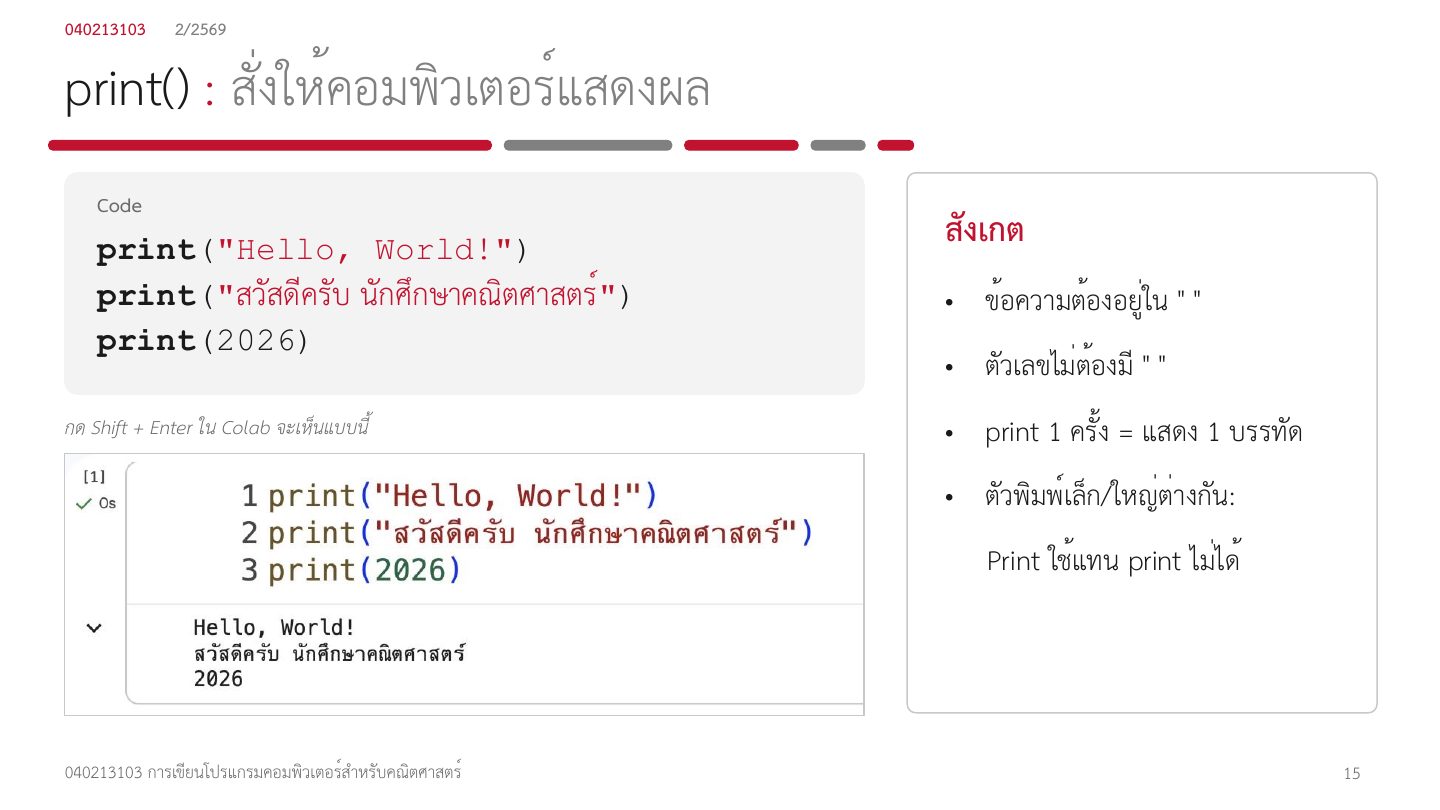 040213103 2/2569
print() : สั่งให้คอมพิวเตอร์แสดงผล
Code
print("Hello, World!")
print("สวัสดีครับ นักศึกษาคณิตศาสตร์")
print(2026)
กด Shift + Enter ใน Colab จะเห็นแบบนี้
[1]
0s
1 print("Hello, World!")
2 print("สวัสดีครับ นักศึกษาคณิตศาสตร์")
3 print(2026)
Hello, World!
สวัสดีครับ นักศึกษาคณิตศาสตร์
2026
สังเกต
• ข้อความต้องอยู่ใน " "
• ตัวเลขไม่ต้องมี " "
• print 1 ครั้ง = แสดง 1 บรรทัด
• ตัวพิมพ์เล็ก/ใหญ่ต่างกัน:
Print ใช้แทน print ไม่ได้
040213103 การเขียนโปรแกรมคอมพิวเตอร์สำหรับคณิตศาสตร์
15